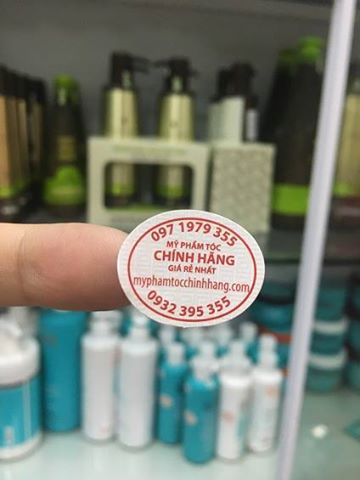 097 1979 355
MỸ PHẨM TÓC
CHÍNH HÃNG
GIÁ RẺ NHẤT
myphamtocchinhhang.com
0932 395 355